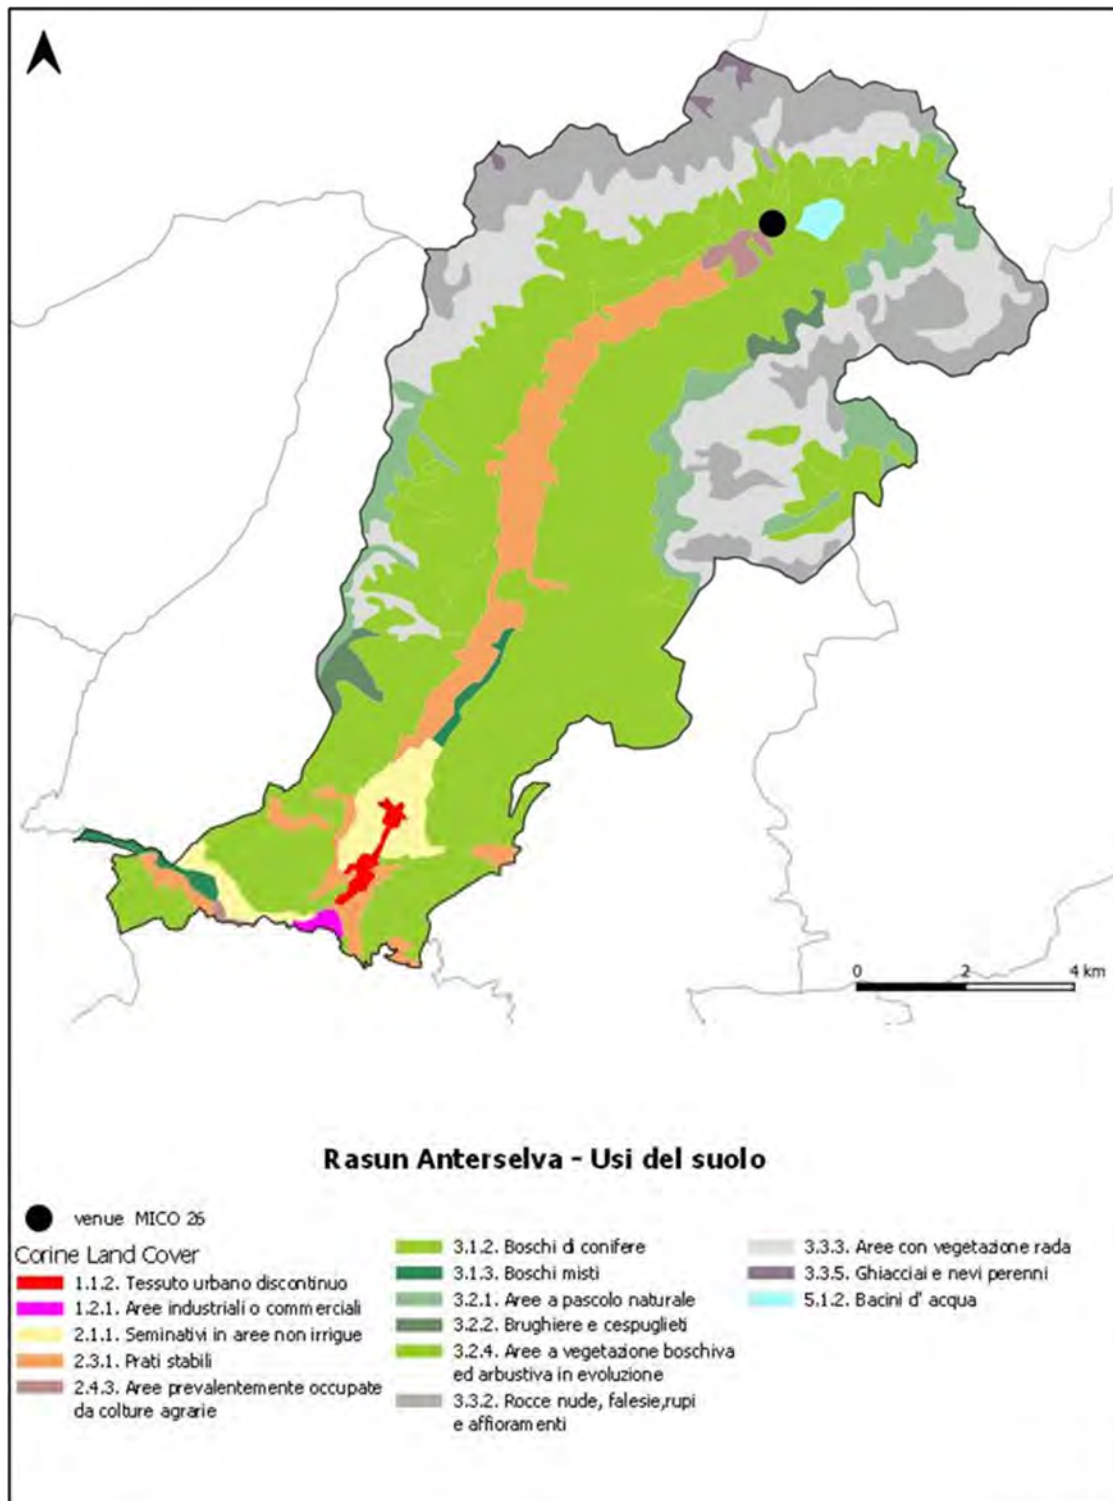 0 2 4 km
Rasun Anterselva - Usi del suolo
venue MICO 26
Corine Land Cover
1.1.2. Tessuto urbano discontinuo
1.2.1. Aree industriali o commerciali
2.1.1. Seminativi in aree non irrigue
2.3.1. Prati stabili
2.4.3. Aree prevalentemente occupate
da colture agrarie
3.1.2. Boschi di conifere
3.1.3. Boschi misti
3.2.1. Aree a pascolo naturale
3.2.2. Brughiere e cespuglieti
3.2.4. Aree a vegetazione boschiva
ed arbustiva in evoluzione
3.3.2. Rocce nude, falesie,rupi
e affioramenti
3.3.3. Aree con vegetazione rada
3.3.5. Ghiacciai e nevi perenni
5.1.2. Bacini d' acqua